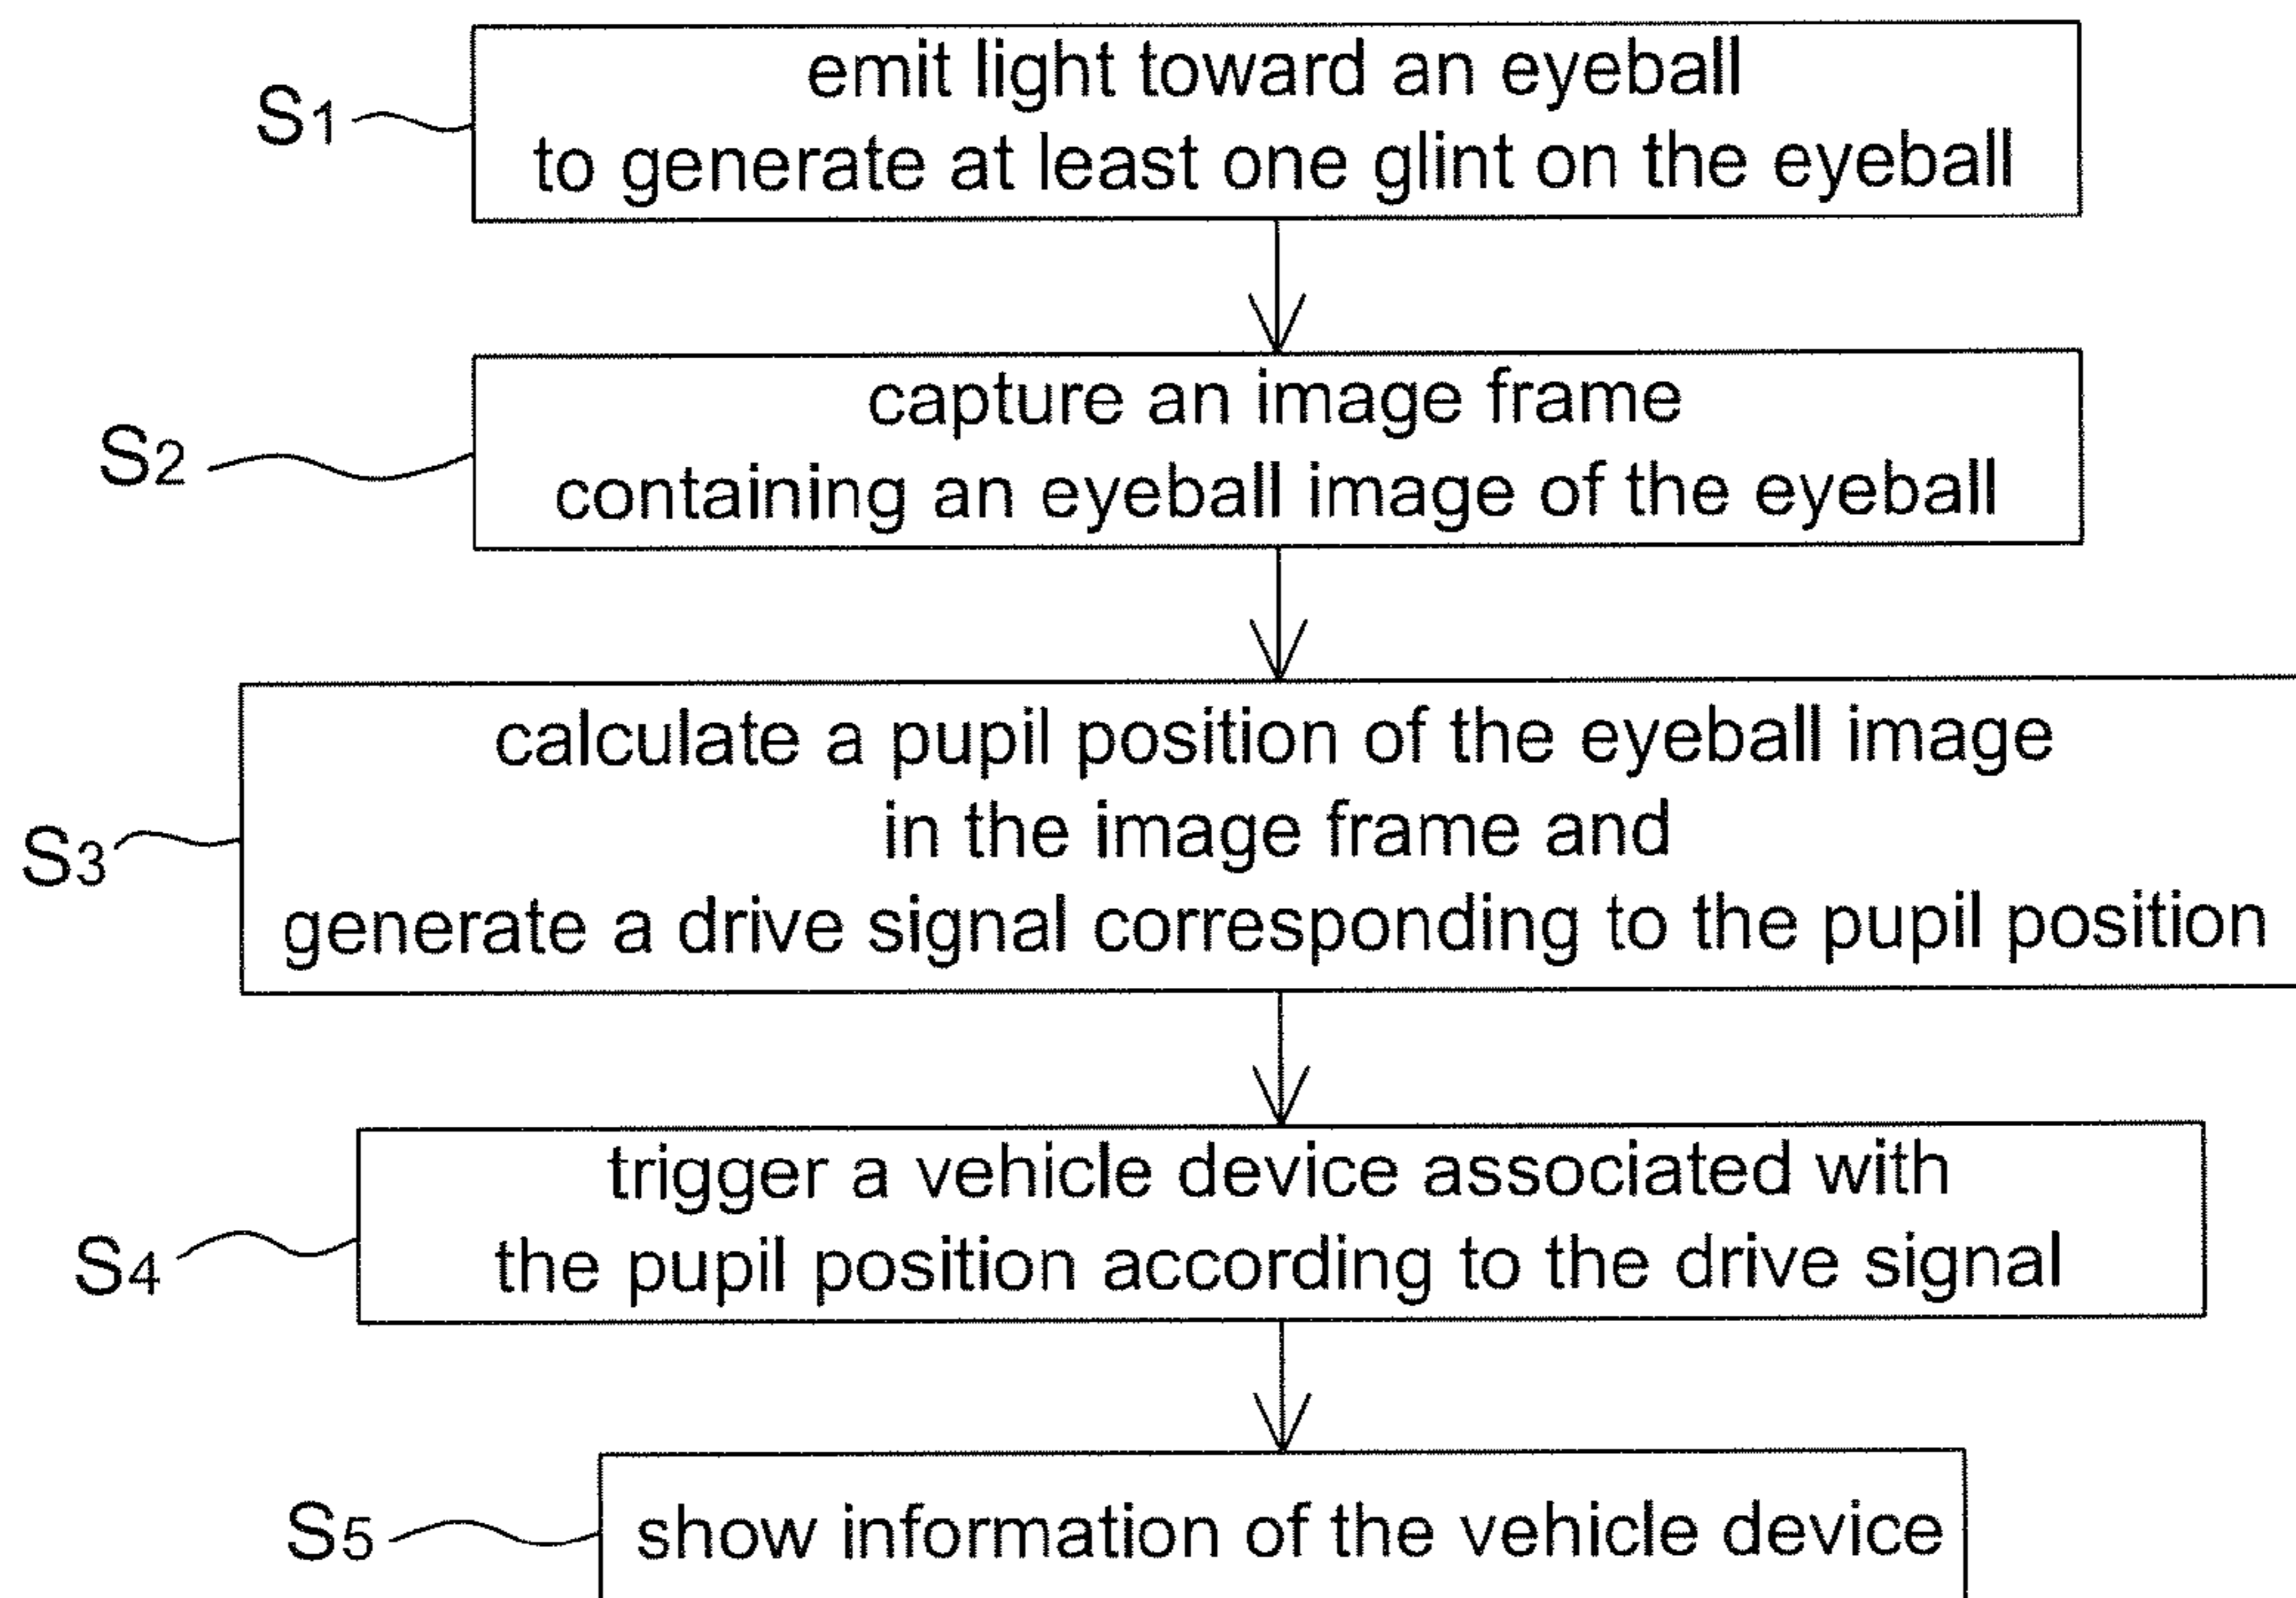 emit light toward an eyeball
S1
to generate at least one glint on the eyeball
capture an image frame
S2
containing an eyeball image of the eyeball
calculate a pupil position of the eyeball image
in the image frame and
S3
generate a drive signal corresponding to the pupil position
trigger a vehicle device associated with
S4
the pupil position according to the drive signal
S5
show information of the vehicle device